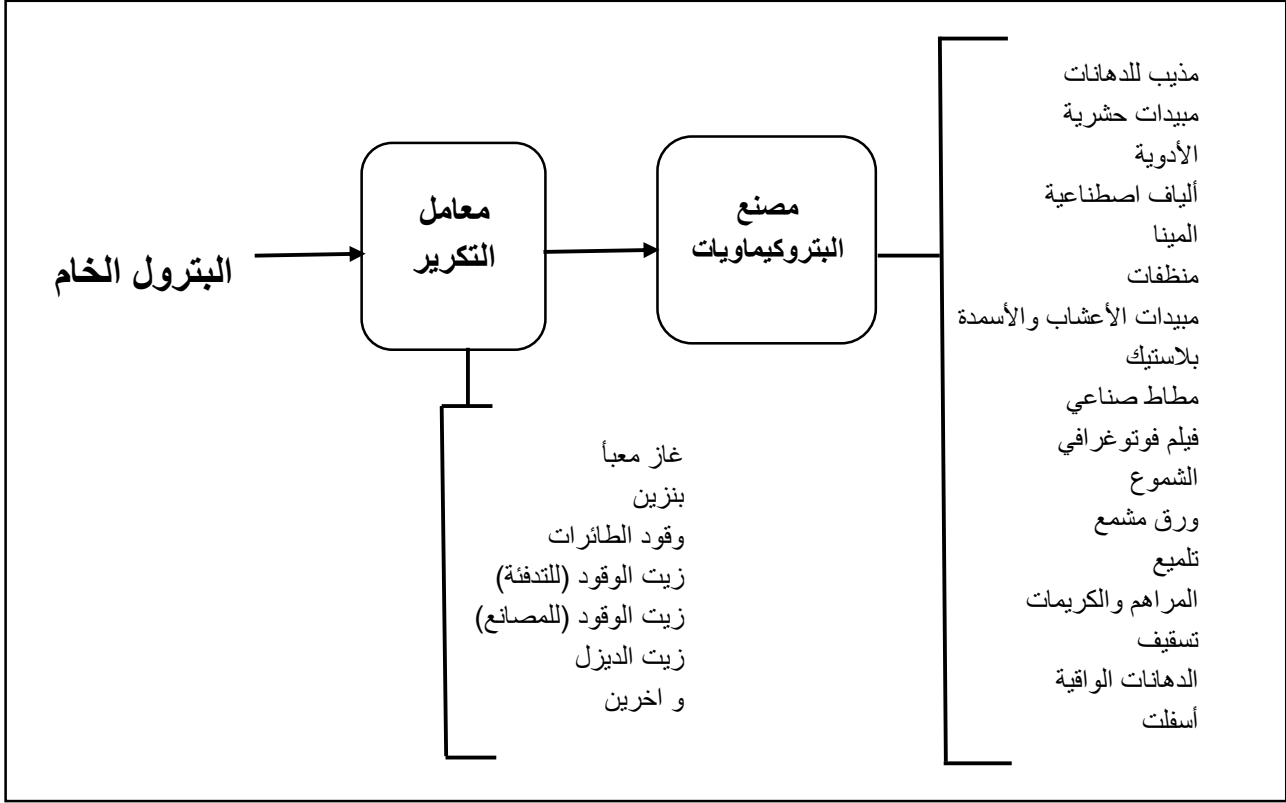 البترول الخام
معامل
التكرير
مصنع
البتروكيماويات
مذيب للدهانات
مبيدات حشرية
الأدوية
ألياف اصطناعية
المينا
منظفات
مبيدات الأعشاب والأسمدة
بلاستيك
مطاط صناعي
فيلم فوتوغرافي
الشموع
ورق مشمع
تلميع
المراهم والكريمات
تسقيف
الدهانات الواقية
أسفلت
غاز معبأ
بنزين
وقود الطائرات
زيت الوقود (للتدفئة)
زيت الوقود (للمصانع)
زيت الديزل
و اخرين